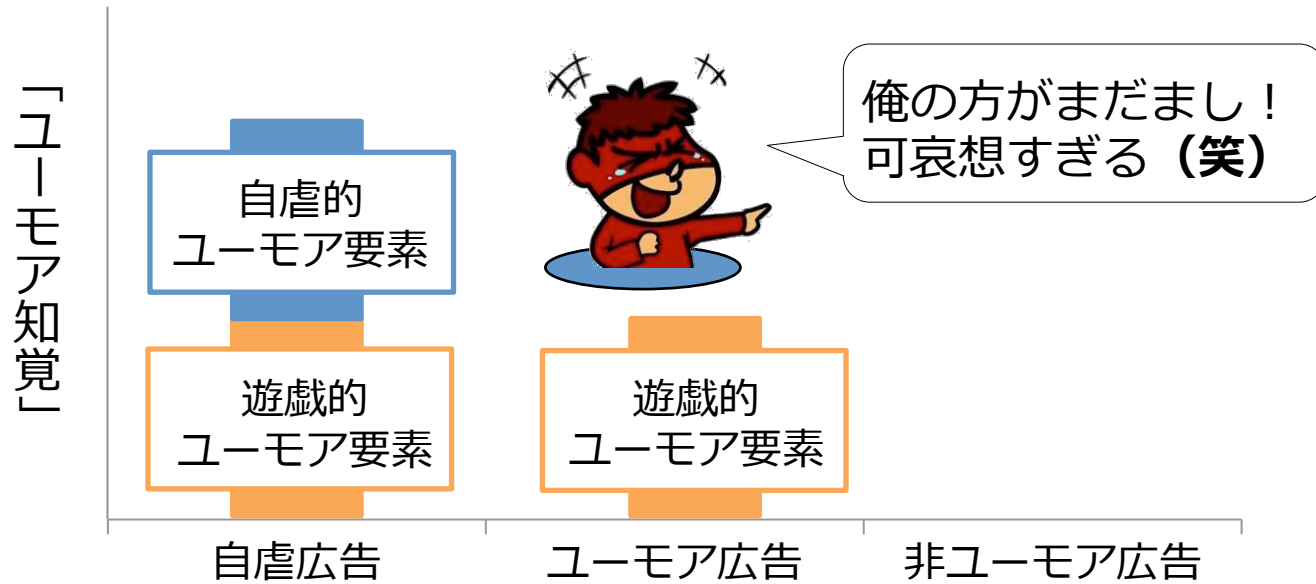 「ユーモア知覚」
俺の方がまだまし！
可哀想すぎる（笑）
自虐的
ユーモア要素
遊戯的
ユーモア要素
遊戯的
ユーモア要素
自虐広告
ユーモア広告
非ユーモア広告